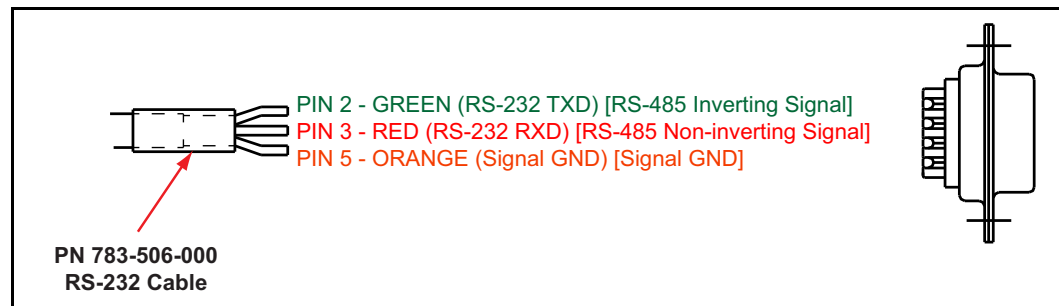 PIN 2 - GREEN (RS-232 TXD) [RS-485 Inverting Signal]
PIN 3 - RED (RS-232 RXD) [RS-485 Non-inverting Signal]
PIN 5 - ORANGE (Signal GND) [Signal GND]
PN 783-506-000
RS-232 Cable